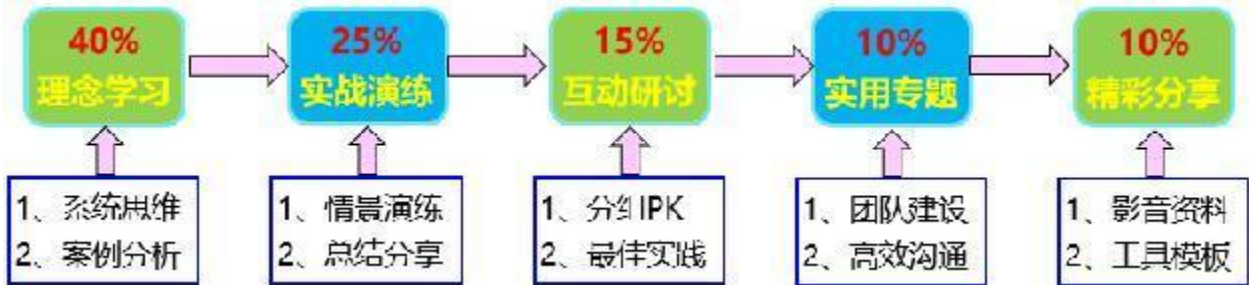 40%
理念学习
25%
实战演练
15%
互动研讨
10%
实用专题
10%
精彩分享
1、系统思维
2、案例分析
1、情景演练
2、总结分享
1、分组PK
2、最佳实践
1、团队建设
2、高效沟通
1、影音资料
2、工具模板